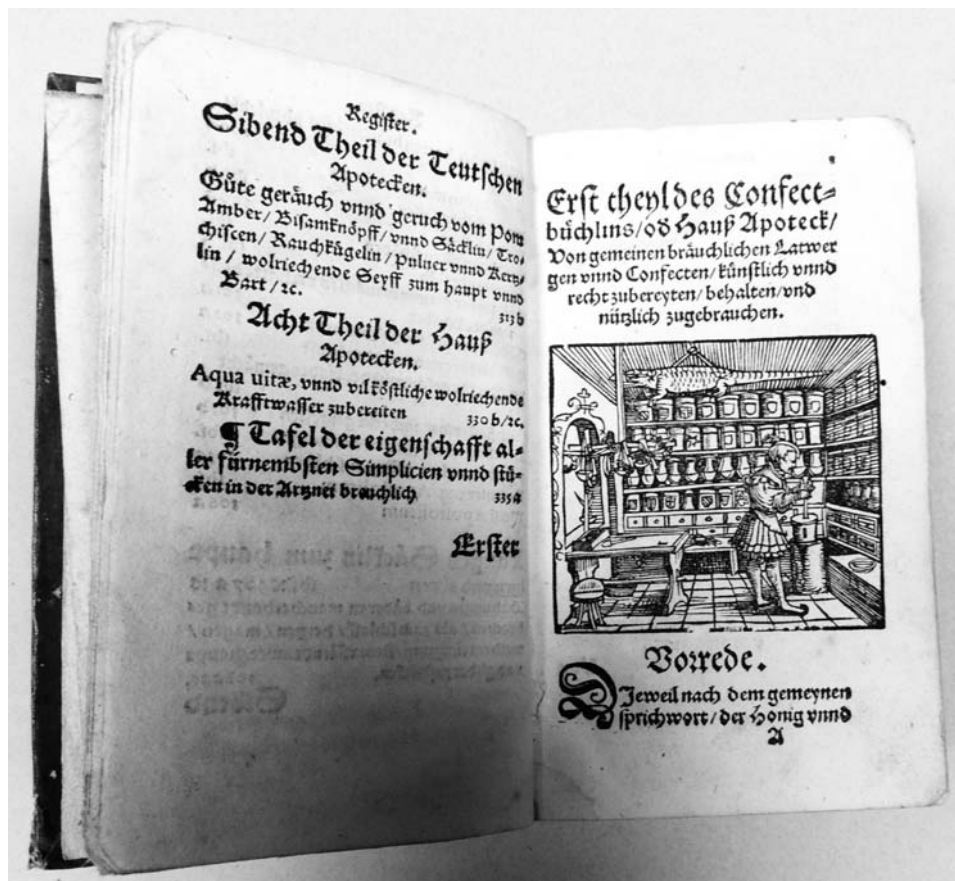 Register.
Sibend Theil der Teutschen
Apotecken.
Gůte geräuch vnnd geruch vom Pom
Amber / Bisamknöpff / vnnd Säcklin / Tro-
chiscen / Rauchkügelin / Puluer vnnd Kertz-
lin / wolriechende Seyff zum haupt vnnd
Bart / ꝛc. 313 b
Acht Theil der Hauß
Apotecken.
Aqua uitæ, vnnd vil köstliche wolriechende
Krafftwasser zubereiten 330 b / ꝛc.
¶ Tafel der eigenschafft al-
ler fürnembsten Simplicien vnnd stü-
cken in der Artznei breuchlich 335 a
Erster
Erst theyl des Confect-
büchlins / oď Hauß Apoteck /
Von gemeinen bräuchlichen Latwer
gen vnnd Confecten / künstlich vnnd
recht zubereyten / behalten / vnd
nützlich zugebrauchen.
Vorrede.
DJeweil nach dem gemeynen
sprichwort / der Honig vnnd
A